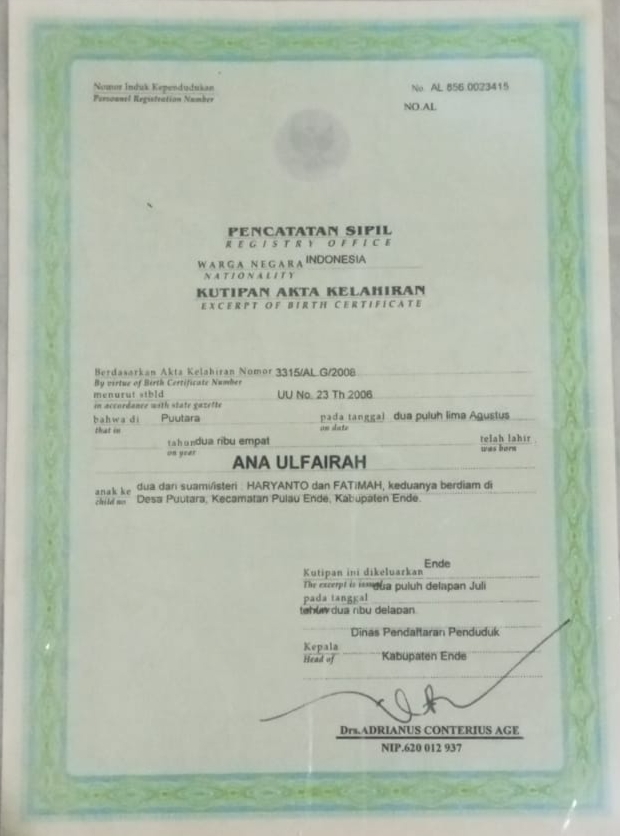 Nomor Induk Kependudukan
Personnel Registration Number
No. AL 856.0023415
NO.AL
PENCATATAN SIPIL
REGISTRY OFFICE
WARGA NEGARA INDONESIA
NATIONALITY
KUTIPAN AKTA KELAHIRAN
EXCERPT OF BIRTH CERTIFICATE
Berdasarkan Akta Kelahiran Nomor 3315/AL.G/2008
By virtue of Birth Certificate Number
menurut stbld UU No. 23 Th 2006
in accordance with state gazette
bahwa di Puutara pada tanggal dua puluh lima Agustus
that in on date
tahun dua ribu empat telah lahir
on year was born
ANA ULFAIRAH
anak ke dua dari suami/isteri : HARYANTO dan FATIMAH, keduanya berdiam di
child no Desa Puutara, Kecamatan Pulau Ende, Kabupaten Ende.
Ende
Kutipan ini dikeluarkan
The excerpt is issued dua puluh delapan Juli
pada tanggal
tahun dua ribu delapan.
Dinas Pendaftaran Penduduk
Kepala
Head of Kabupaten Ende
Drs.ADRIANUS CONTERIUS AGE
NIP.620 012 937